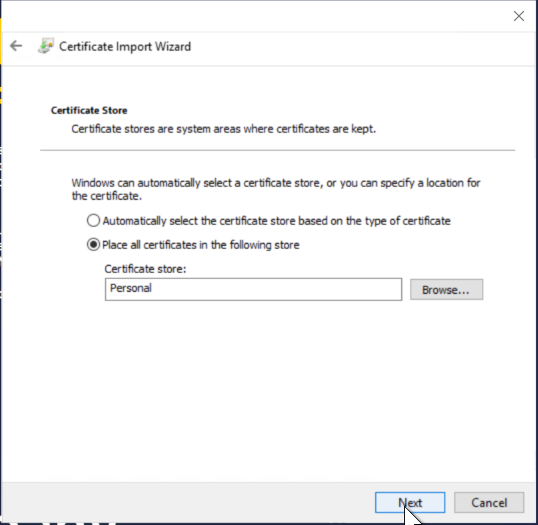 Certificate Import Wizard
Certificate Store
Certificate stores are system areas where certificates are kept.
Windows can automatically select a certificate store, or you can specify a location for
the certificate.
Automatically select the certificate store based on the type of certificate
Place all certificates in the following store
Certificate store:
Personal
Browse...
Next
Cancel